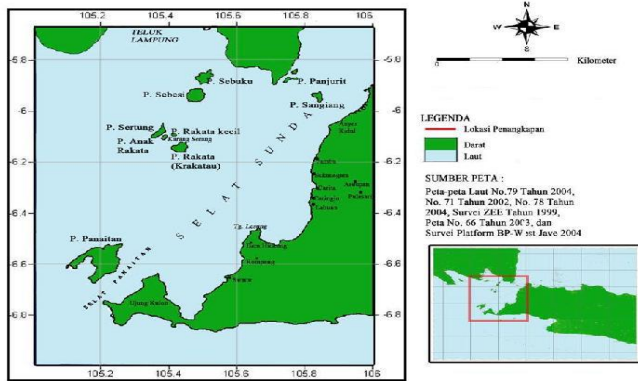 105.2 105.4 105.6 105.8 106
-5.8 -5.8
-6 -6
-6.2 -6.2
-6.4 -6.4
-6.6 -6.6
-6.8 -6.8
105.2 105.4 105.6 105.8 106
TELUK
LAMPUNG
P. Sebuku
P. Panjurit
P. Sebesi
P. Sangiang
P. Sertung
P. Rakata kecil
P. Anak
Rakata
P. Rakata
(Krakatau)
SELAT SUNDA
Carita
Labuan
Tg. Lesung
P. Panaitan
SELAT PANAITAN
Sumur
Ujung Kulon
N
W E
S
0 Kilometer
LEGENDA
Lokasi Penangkapan
Darat
Laut
SUMBER PETA :
Peta-peta Laut No.79 Tahun 2004,
No. 71 Tahun 2002, No. 78 Tahun
2004, Survei ZEE Tahun 1999,
Peta No. 66 Tahun 2003, dan
Survei Platform BP-West Jave 2004